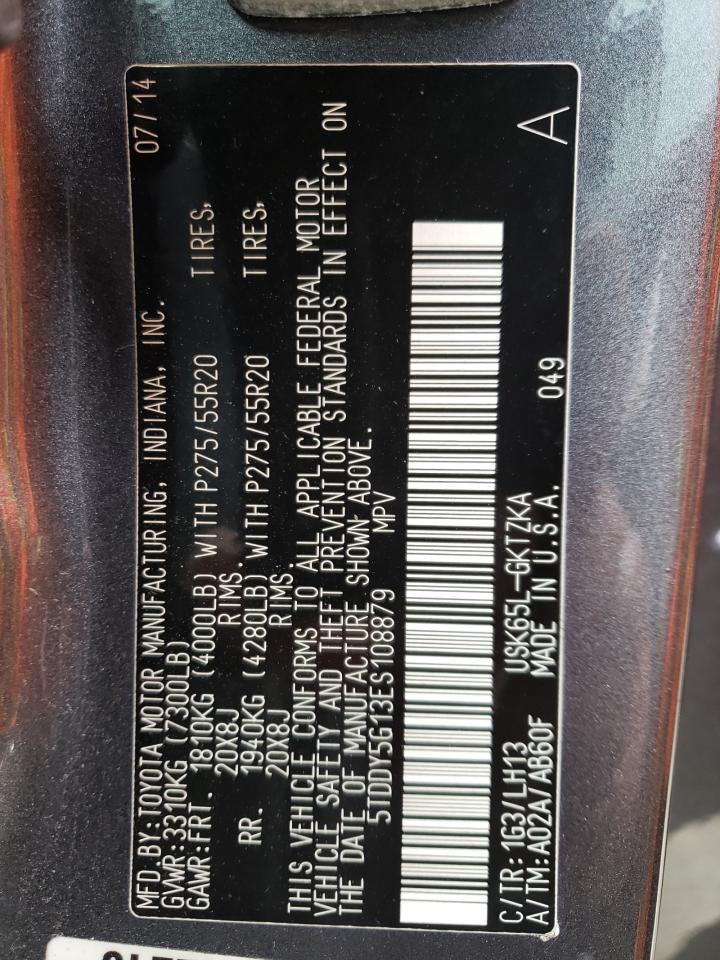 MFD.BY:TOYOTA MOTOR MANUFACTURING, INDIANA, INC. 07/14
GVWR:3310KG (7300LB)
GAWR:FRT. 1810KG (4000LB) WITH P275/55R20 TIRES,
20X8J RIMS.
RR. 1940KG (4280LB) WITH P275/55R20 TIRES,
20X8J RIMS.
THIS VEHICLE CONFORMS TO ALL APPLICABLE FEDERAL MOTOR
VEHICLE SAFETY AND THEFT PREVENTION STANDARDS IN EFFECT ON
THE DATE OF MANUFACTURE SHOWN ABOVE.
5TDDY5G13ES108879 MPV
C/TR:1G3/LH13 USK65L-GKTZKA A
A/TM:A02A/AB60F MADE IN U.S.A. 049